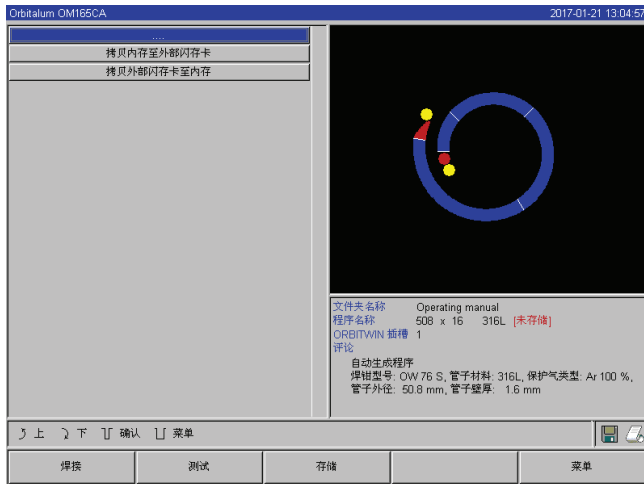 Orbitalum OM165CA 2017-01-21 13:04:57
....
拷贝内存至外部闪存卡
拷贝外部闪存卡至内存
文件夹名称 Operating manual
程序名称 508 x 16 316L [未存储]
ORBITWIN 插槽 1
评论
自动生成程序
焊钳型号: OW 76 S, 管子材料: 316L, 保护气类型: Ar 100 %,
管子外径: 50.8 mm, 管子壁厚: 1.6 mm
上 下 确认 菜单
焊接 测试 存储 菜单